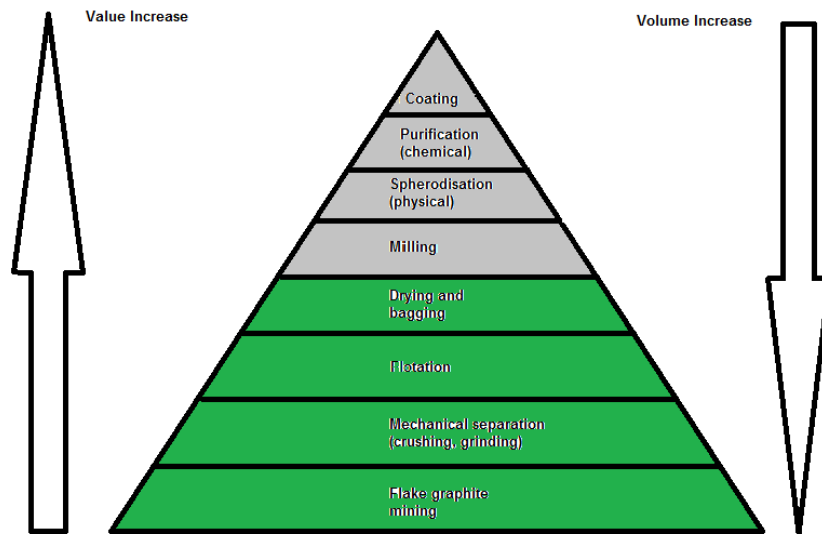 Value Increase
Volume Increase
Coating
Purification
(chemical)
Spherodisation
(physical)
Milling
Drying and
bagging
Flotation
Mechanical separation
(crushing, grinding)
Flake graphite
mining